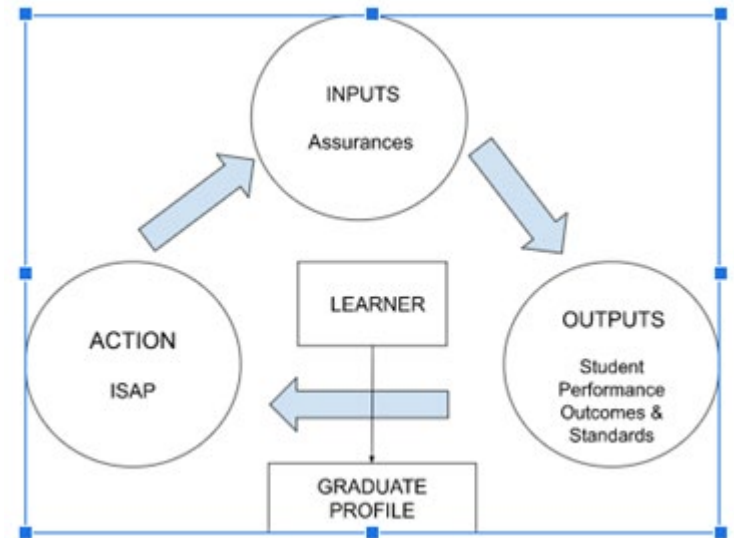 INPUTS
Assurances
LEARNER
OUTPUTS
Student
Performance
Outcomes &
Standards
ACTION
ISAP
GRADUATE
PROFILE